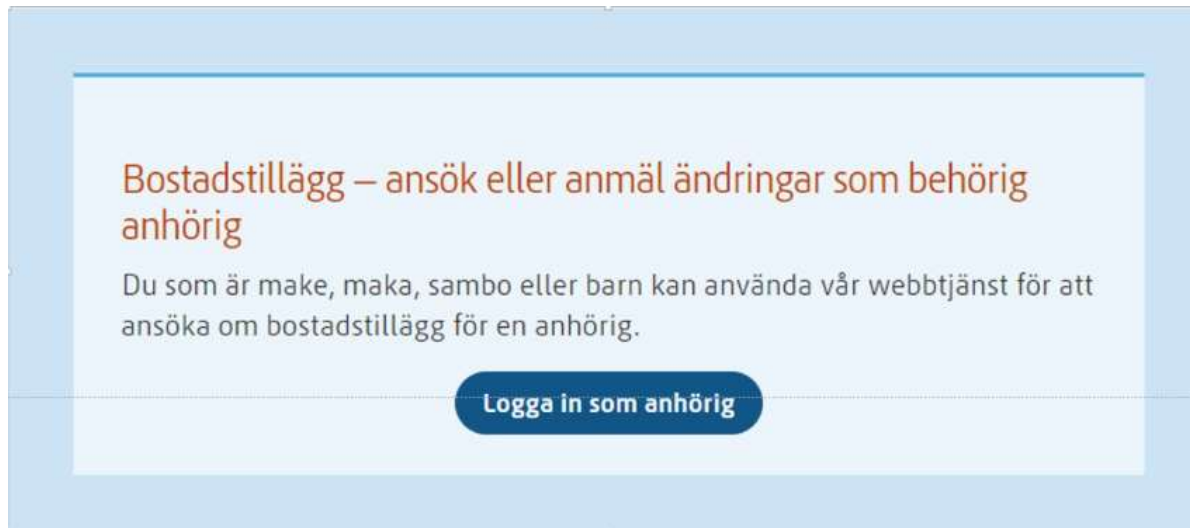 Bostadstillägg – ansök eller anmäl ändringar som behörig
anhörig
Du som är make, maka, sambo eller barn kan använda vår webbtjänst för att
ansöka om bostadstillägg för en anhörig.
Logga in som anhörig